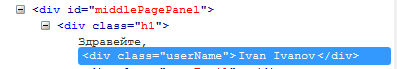 <div id="middlePagePanel">
<div class="h1">
Здравейте,
<div class="userName">Ivan Ivanov</div>